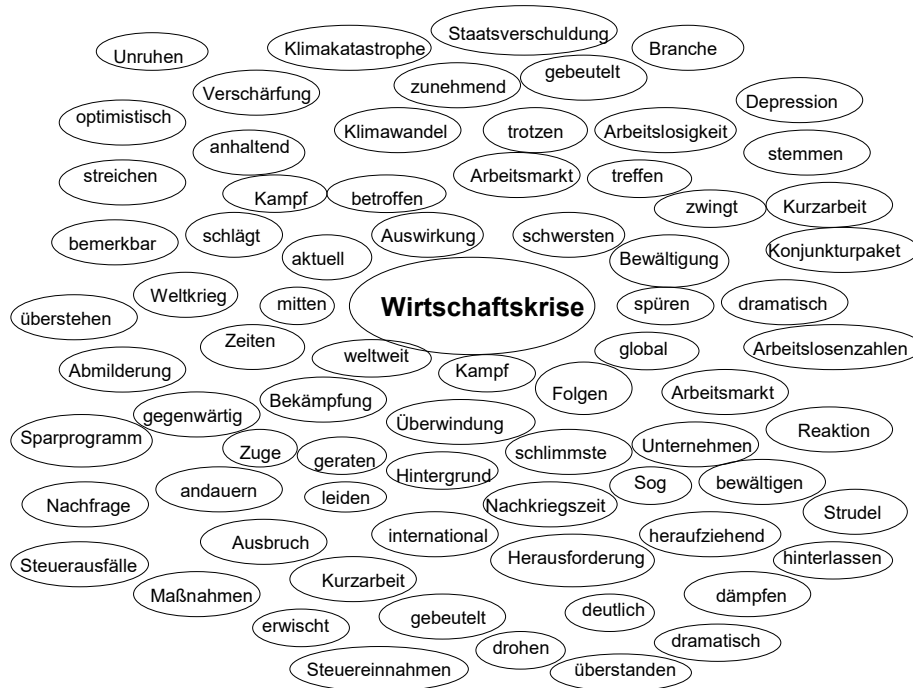 Staatsverschuldung
Unruhen
Klimakatastrophe
Branche
zunehmend
gebeutelt
Verschärfung
Depression
optimistisch
Klimawandel
trotzen
Arbeitslosigkeit
anhaltend
stemmen
streichen
Arbeitsmarkt
treffen
Kampf
betroffen
zwingt
Kurzarbeit
bemerkbar
schlägt
Auswirkung
schwersten
Konjunkturpaket
aktuell
Bewältigung
Weltkrieg
mitten
Wirtschaftskrise
spüren
dramatisch
überstehen
Zeiten
weltweit
global
Arbeitslosenzahlen
Abmilderung
Kampf
Folgen
Arbeitsmarkt
Bekämpfung
gegenwärtig
Überwindung
Reaktion
Sparprogramm
Zuge
geraten
schlimmste
Unternehmen
Hintergrund
Sog
bewältigen
Nachfrage
andauern
leiden
Nachkriegszeit
Strudel
Ausbruch
international
heraufziehend
Steuerausfälle
Herausforderung
hinterlassen
Maßnahmen
Kurzarbeit
dämpfen
gebeutelt
deutlich
erwischt
drohen
dramatisch
Steuereinnahmen
überstanden